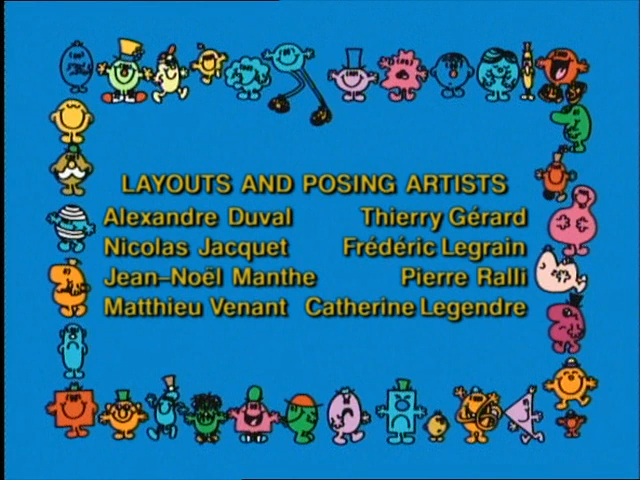 LAYOUTS AND POSING ARTISTS
Alexandre Duval Thierry Gérard
Nicolas Jacquet Frédéric Legrain
Jean-Noël Manthe Pierre Ralli
Matthieu Venant Catherine Legendre